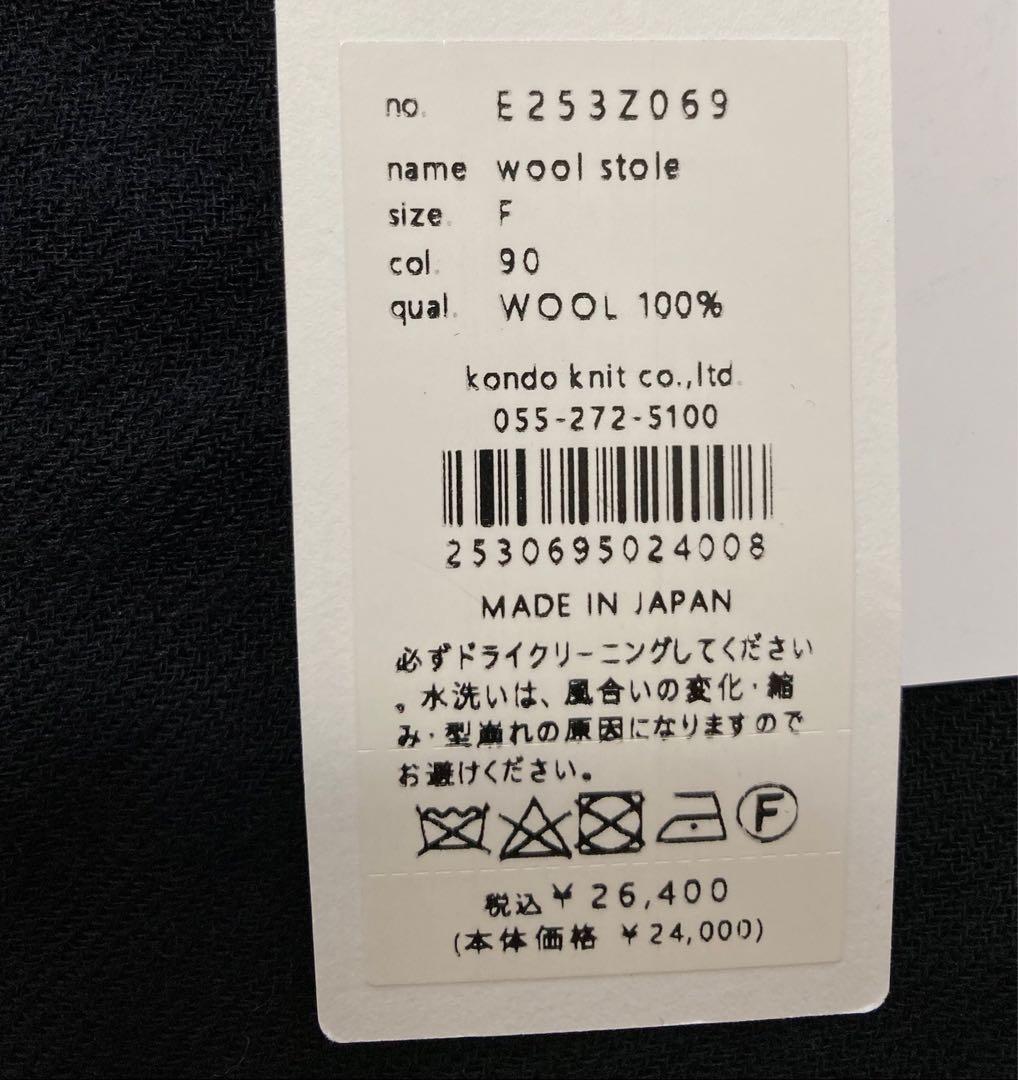 no. E253Z069
name wool stole
size. F
col. 90
qual. WOOL 100%
kondo knit co.,ltd.
055-272-5100
2530695024008
MADE IN JAPAN
必ずドライクリーニングしてください
。水洗いは、風合いの変化・縮
み・型崩れの原因になりますので
お避けください。
F
税込￥26,400
(本体価格 ￥24,000)